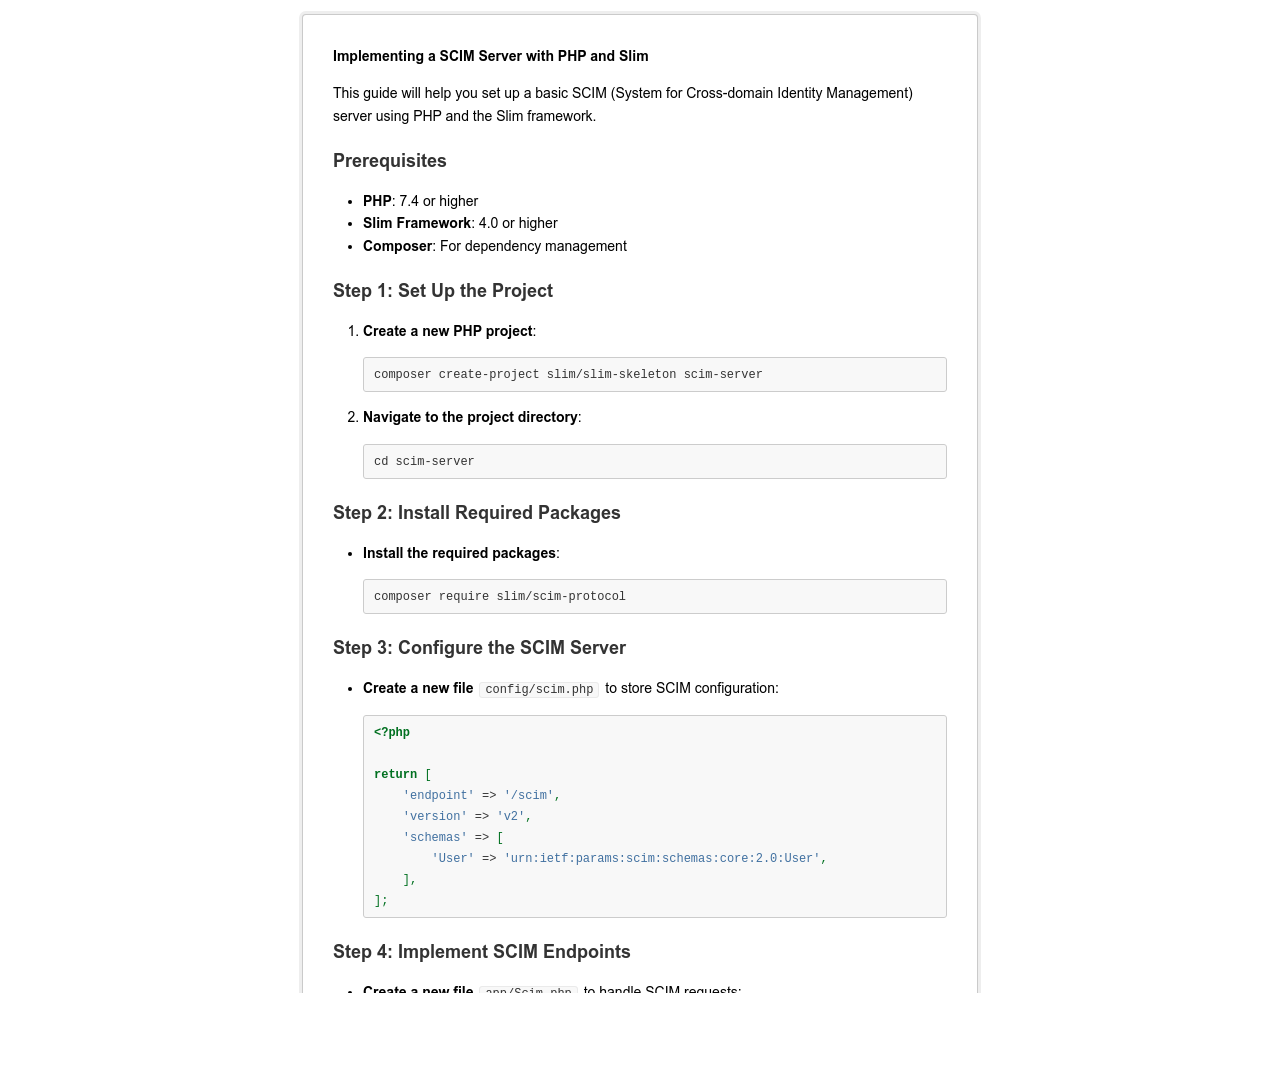 Implementing a SCIM Server with PHP and Slim
This guide will help you set up a basic SCIM (System for Cross-domain Identity Management)
server using PHP and the Slim framework.
Prerequisites
• PHP: 7.4 or higher
• Slim Framework: 4.0 or higher
• Composer: For dependency management
Step 1: Set Up the Project
1. Create a new PHP project:
composer create-project slim/slim-skeleton scim-server
2. Navigate to the project directory:
cd scim-server
Step 2: Install Required Packages
• Install the required packages:
composer require slim/scim-protocol
Step 3: Configure the SCIM Server
• Create a new file config/scim.php to store SCIM configuration:
<?php
return [
    'endpoint' => '/scim',
    'version' => 'v2',
    'schemas' => [
        'User' => 'urn:ietf:params:scim:schemas:core:2.0:User',
    ],
];
Step 4: Implement SCIM Endpoints
• Create a new file app/Scim.php to handle SCIM requests: